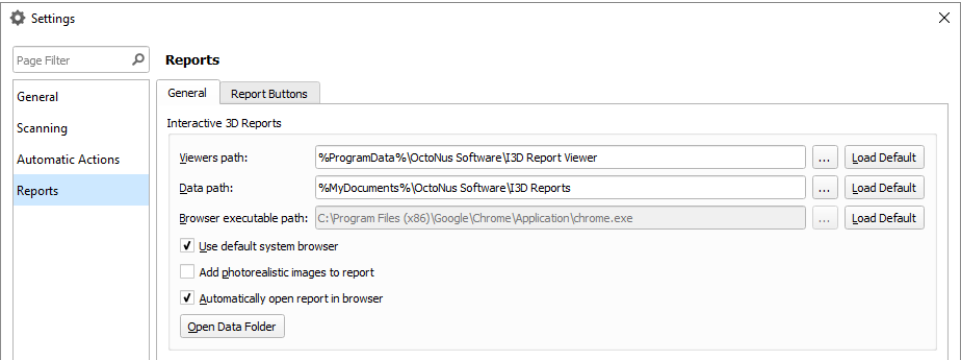 Settings
Page Filter
Reports
General
Scanning
Automatic Actions
Reports
General Report Buttons
Interactive 3D Reports
Viewers path: %ProgramData%\OctoNus Software\I3D Report Viewer ... Load Default
Data path: %MyDocuments%\OctoNus Software\I3D Reports ... Load Default
Browser executable path: C:\Program Files (x86)\Google\Chrome\Application\chrome.exe ... Load Default
Use default system browser
Add photorealistic images to report
Automatically open report in browser
Open Data Folder